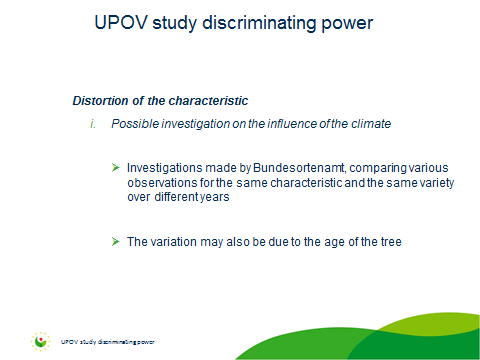 UPOV study discriminating power
Distortion of the characteristic
i. Possible investigation on the influence of the climate
Investigations made by Bundesortenamt, comparing various
observations for the same characteristic and the same variety
over different years
The variation may also be due to the age of the tree
UPOV study discriminating power